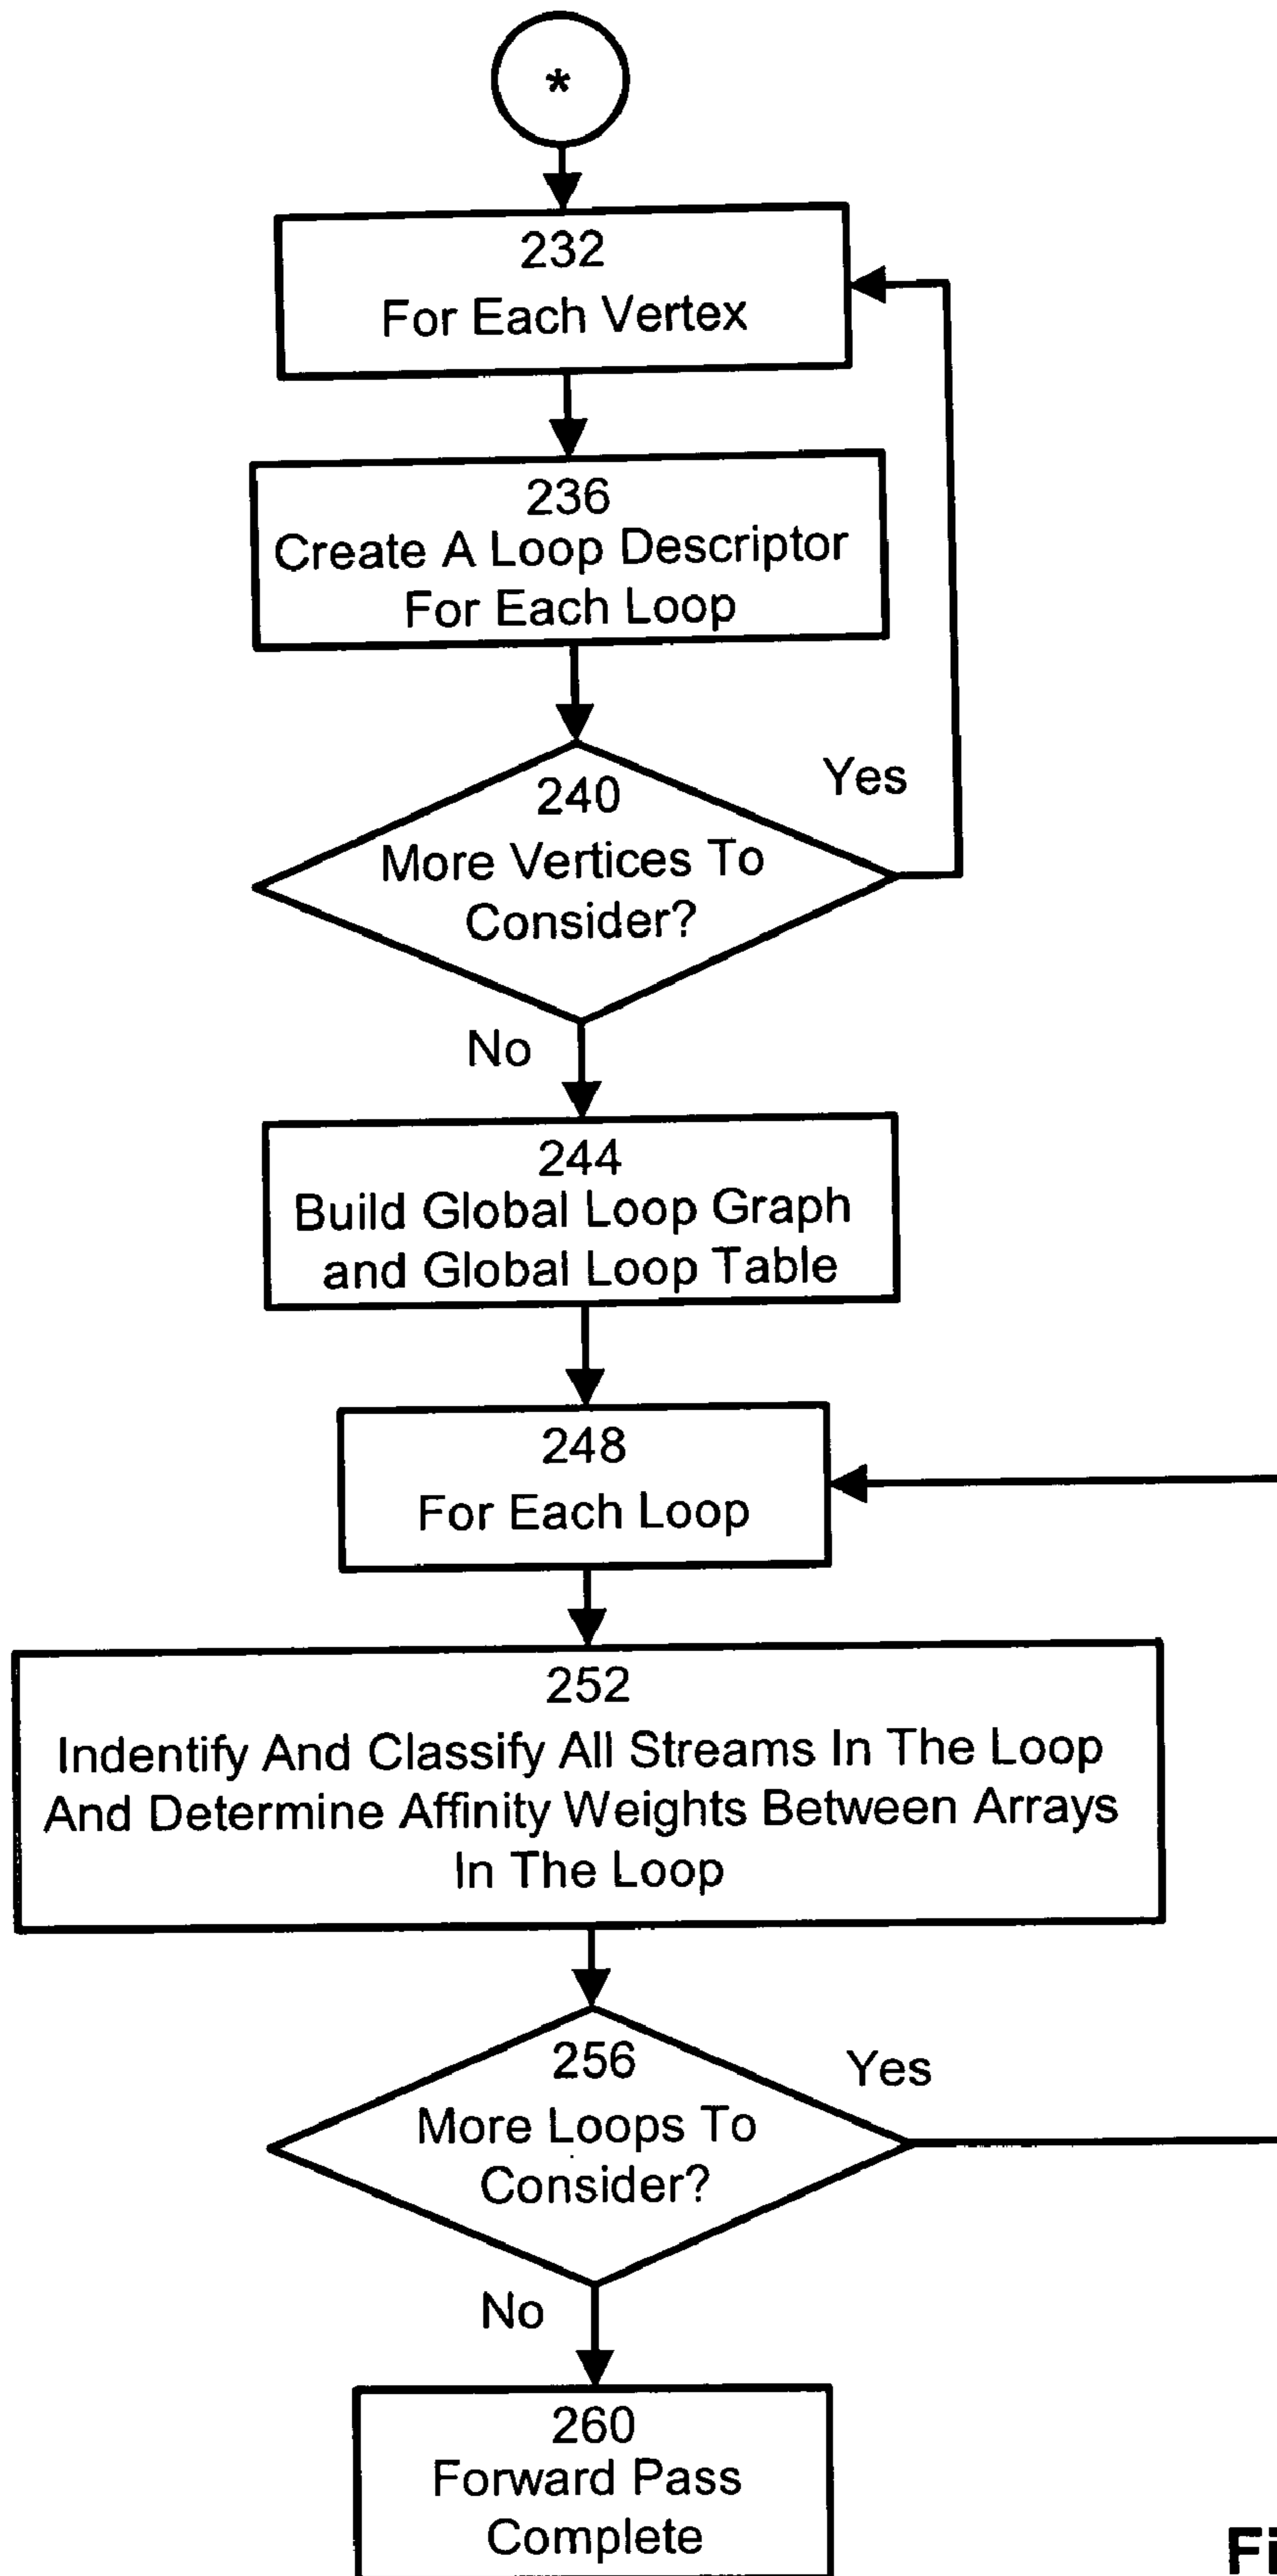 *
232
For Each Vertex
236
Create A Loop Descriptor
For Each Loop
240
More Vertices To
Consider?
Yes
No
244
Build Global Loop Graph
and Global Loop Table
248
For Each Loop
252
Indentify And Classify All Streams In The Loop
And Determine Affinity Weights Between Arrays
In The Loop
256
More Loops To
Consider?
Yes
No
260
Forward Pass
Complete